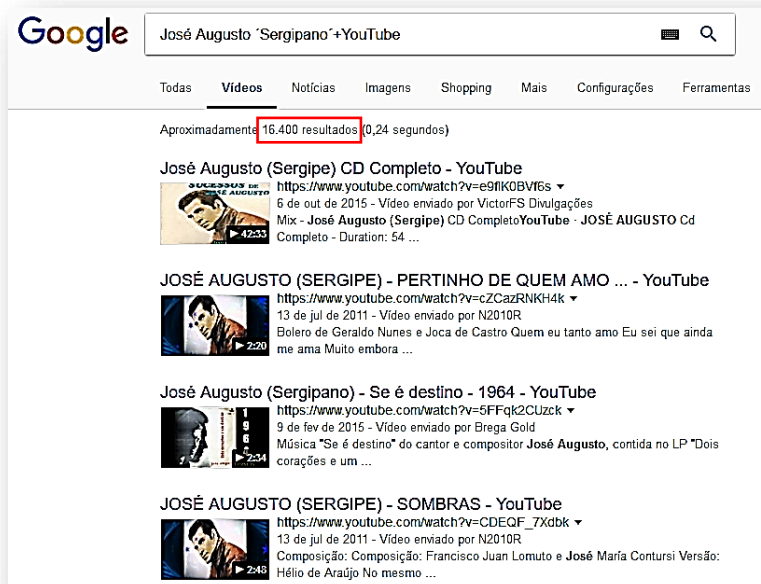 Google
José Augusto ´Sergipano´+YouTube
Todas Vídeos Notícias Imagens Shopping Mais Configurações Ferramentas
Aproximadamente 16.400 resultados (0,24 segundos)
José Augusto (Sergipe) CD Completo - YouTube
SUCESSOS DE
JOSÉ AUGUSTO
42:33
https://www.youtube.com/watch?v=e9flK0BVf6s
6 de out de 2015 - Vídeo enviado por VictorFS Divulgações
Mix - José Augusto (Sergipe) CD CompletoYouTube · JOSÉ AUGUSTO Cd
Completo - Duration: 54 ...
JOSÉ AUGUSTO (SERGIPE) - PERTINHO DE QUEM AMO ... - YouTube
2:20
https://www.youtube.com/watch?v=cZCazRNKH4k
13 de jul de 2011 - Vídeo enviado por N2010R
Bolero de Geraldo Nunes e Joca de Castro Quem eu tanto amo Eu sei que ainda
me ama Muito embora ...
José Augusto (Sergipano) - Se é destino - 1964 - YouTube
1964
2:34
https://www.youtube.com/watch?v=5FFqk2CUzck
9 de fev de 2015 - Vídeo enviado por Brega Gold
Música "Se é destino" do cantor e compositor José Augusto, contida no LP "Dois
corações e um ...
JOSÉ AUGUSTO (SERGIPE) - SOMBRAS - YouTube
2:48
https://www.youtube.com/watch?v=CDEQF_7Xdbk
13 de jul de 2011 - Vídeo enviado por N2010R
Composição: Composição: Francisco Juan Lomuto e José María Contursi Versão:
Hélio de Araújo No mesmo ...